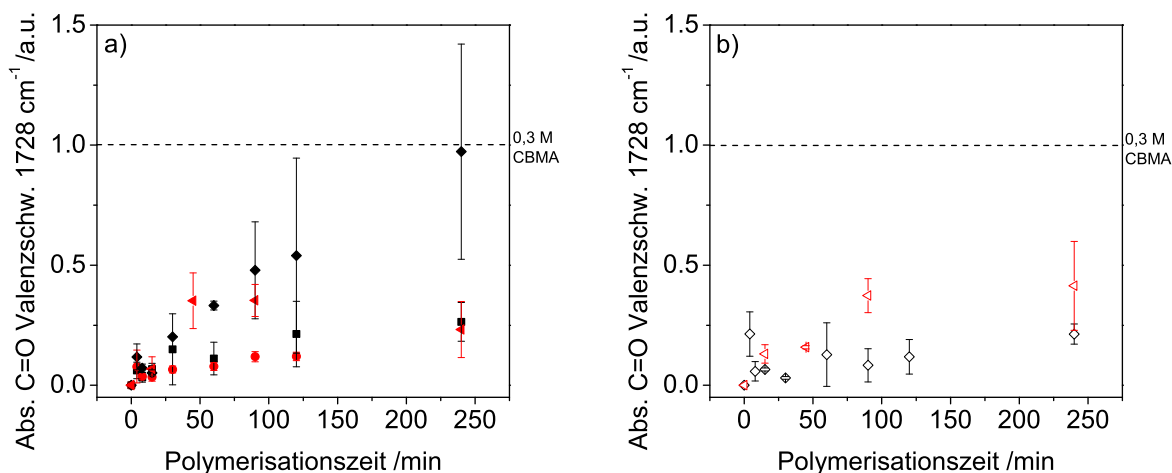 a)
1.5
1.0
0.5
0.0
Abs. C=O Valenzschw. 1728 cm⁻¹ /a.u.
0,3 M
CBMA
0 50 100 150 200 250
Polymerisationszeit /min
b)
1.5
1.0
0.5
0.0
Abs. C=O Valenzschw. 1728 cm⁻¹ /a.u.
0,3 M
CBMA
0 50 100 150 200 250
Polymerisationszeit /min